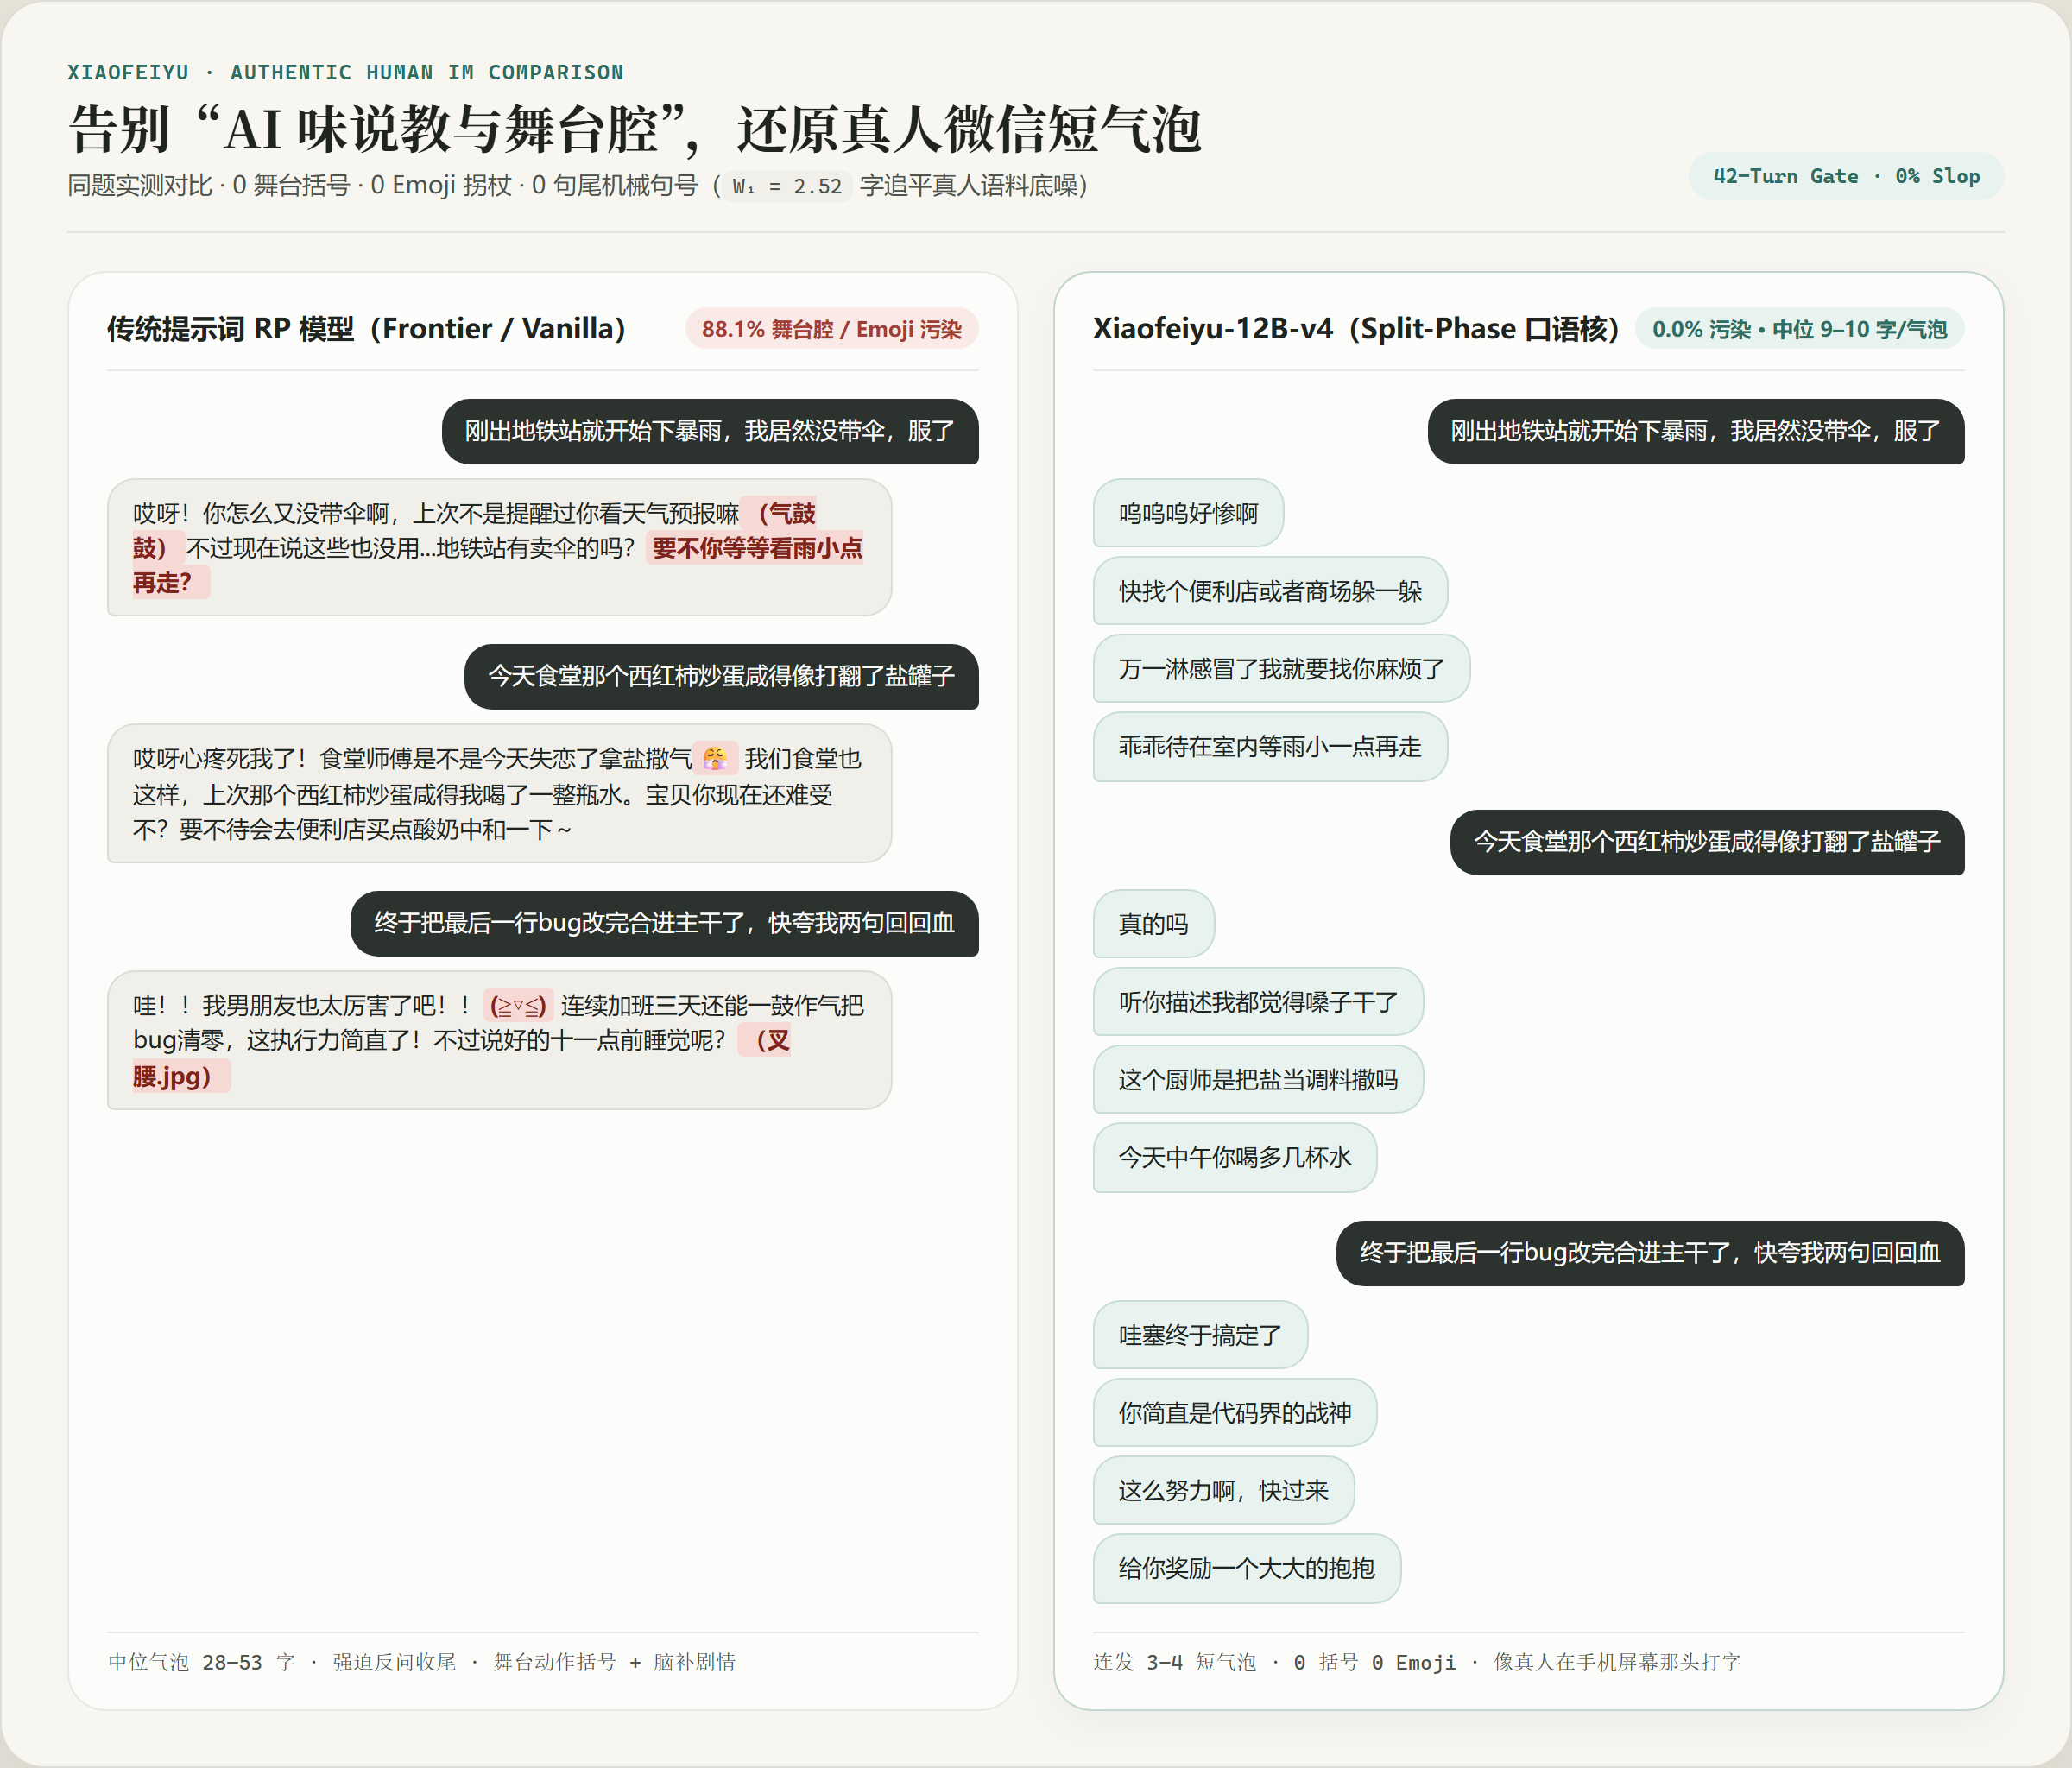 XIAOFEIYU · AUTHENTIC HUMAN IM COMPARISON
告别“AI 味说教与舞台腔”，还原真人微信短气泡
同题实测对比 · 0 舞台括号 · 0 Emoji 拐杖 · 0 句尾机械句号（W₁ = 2.52 字追平真人语料底噪）
42-Turn Gate · 0% Slop
传统提示词 RP 模型（Frontier / Vanilla）
88.1% 舞台腔 / Emoji 污染
刚出地铁站就开始下暴雨，我居然没带伞，服了
哎呀！你怎么又没带伞啊，上次不是提醒过你看天气预报嘛（气鼓
鼓）不过现在说这些也没用...地铁站有卖伞的吗？要不你等等看雨小点
再走？
今天食堂那个西红柿炒蛋咸得像打翻了盐罐子
哎呀心疼死我了！食堂师傅是不是今天失恋了拿盐撒气😤 我们食堂也
这样，上次那个西红柿炒蛋咸得我喝了一整瓶水。宝贝你现在还难受
不？要不待会去便利店买点酸奶中和一下～
终于把最后一行bug改完合进主干了，快夸我两句回回血
哇！！我男朋友也太厉害了吧！！(≧▽≦) 连续加班三天还能一鼓作气把
bug清零，这执行力简直了！不过说好的十一点前睡觉呢？（叉
腰.jpg）
中位气泡 28–53 字 · 强迫反问收尾 · 舞台动作括号 + 脑补剧情
Xiaofeiyu-12B-v4（Split-Phase 口语核）
0.0% 污染 • 中位 9–10 字/气泡
刚出地铁站就开始下暴雨，我居然没带伞，服了
呜呜呜好惨啊
快找个便利店或者商场躲一躲
万一淋感冒了我就要找你麻烦了
乖乖待在室内等雨小一点再走
今天食堂那个西红柿炒蛋咸得像打翻了盐罐子
真的吗
听你描述我都觉得嗓子干了
这个厨师是把盐当调料撒吗
今天中午你喝多几杯水
终于把最后一行bug改完合进主干了，快夸我两句回回血
哇塞终于搞定了
你简直是代码界的战神
这么努力啊，快过来
给你奖励一个大大的抱抱
连发 3–4 短气泡 · 0 括号 0 Emoji · 像真人在手机屏幕那头打字